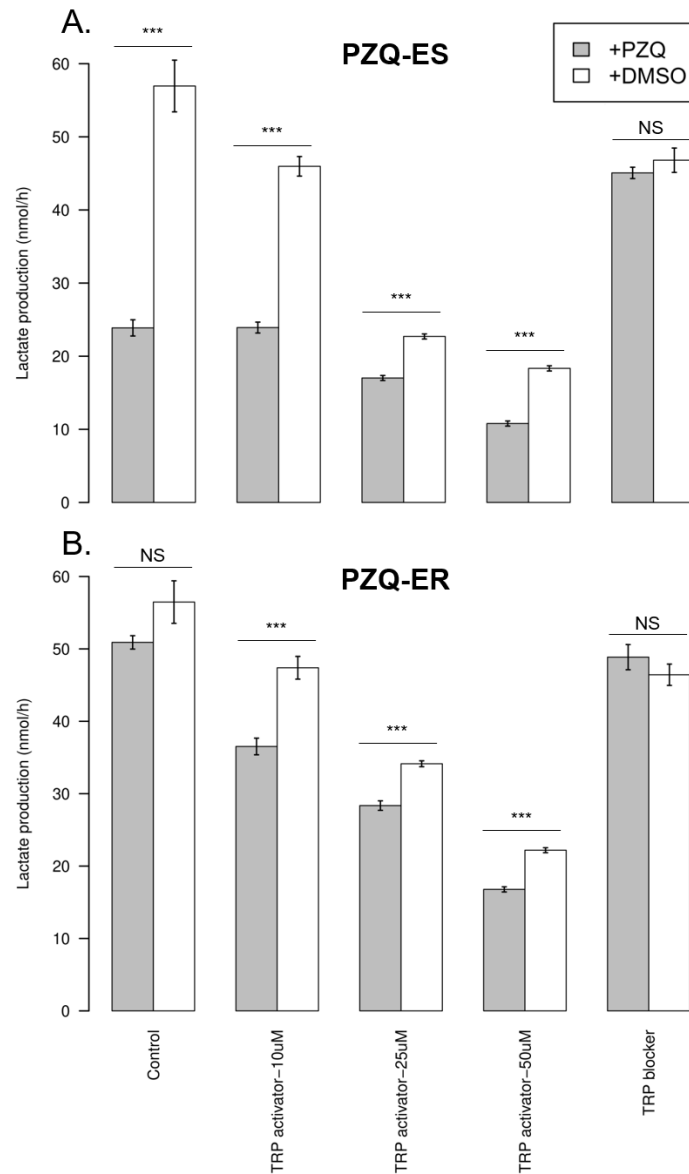 A.
***
PZQ-ES
+PZQ
+DMSO
***
NS
***
***
Lactate production (nmol/h)
60
50
40
30
20
10
0
B.
NS
PZQ-ER
***
NS
***
***
Lactate production (nmol/h)
60
50
40
30
20
10
0
Control
TRP activator−10uM
TRP activator−25uM
TRP activator−50uM
TRP blocker